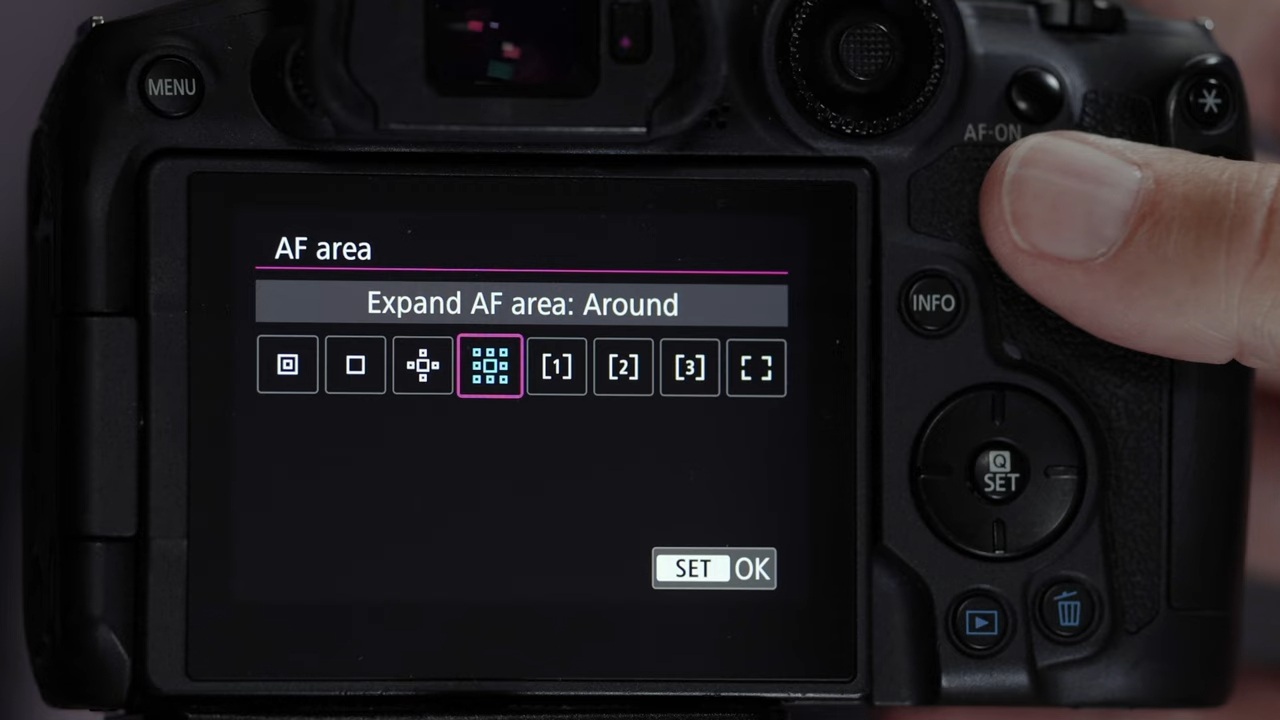 MENU
AF-ON
AF area
Expand AF area: Around
[1] [2] [3]
INFO
Q
SET
SET OK